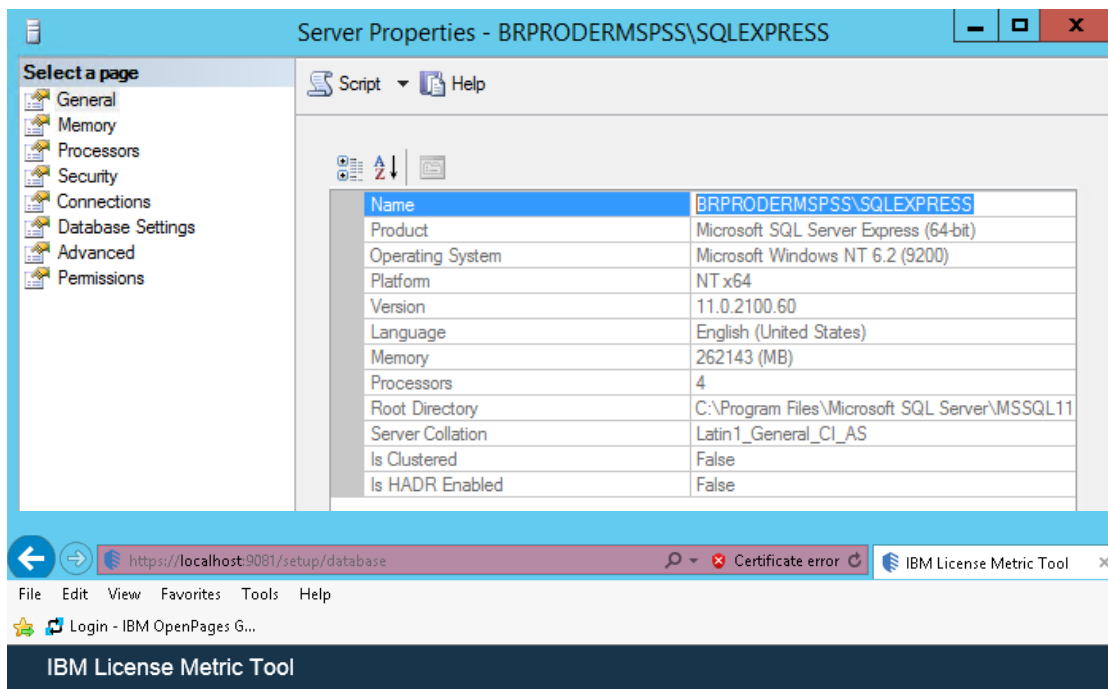 Server Properties - BRPRODERMSPSS\SQLEXPRESS
Select a page
General
Memory
Processors
Security
Connections
Database Settings
Advanced
Permissions
Script Help
Name BRPRODERMSPSS\SQLEXPRESS
Product Microsoft SQL Server Express (64-bit)
Operating System Microsoft Windows NT 6.2 (9200)
Platform NT x64
Version 11.0.2100.60
Language English (United States)
Memory 262143 (MB)
Processors 4
Root Directory C:\Program Files\Microsoft SQL Server\MSSQL11
Server Collation Latin1_General_CI_AS
Is Clustered False
Is HADR Enabled False
https://localhost:9081/setup/database Certificate error IBM License Metric Tool
File Edit View Favorites Tools Help
Login - IBM OpenPages G...
IBM License Metric Tool